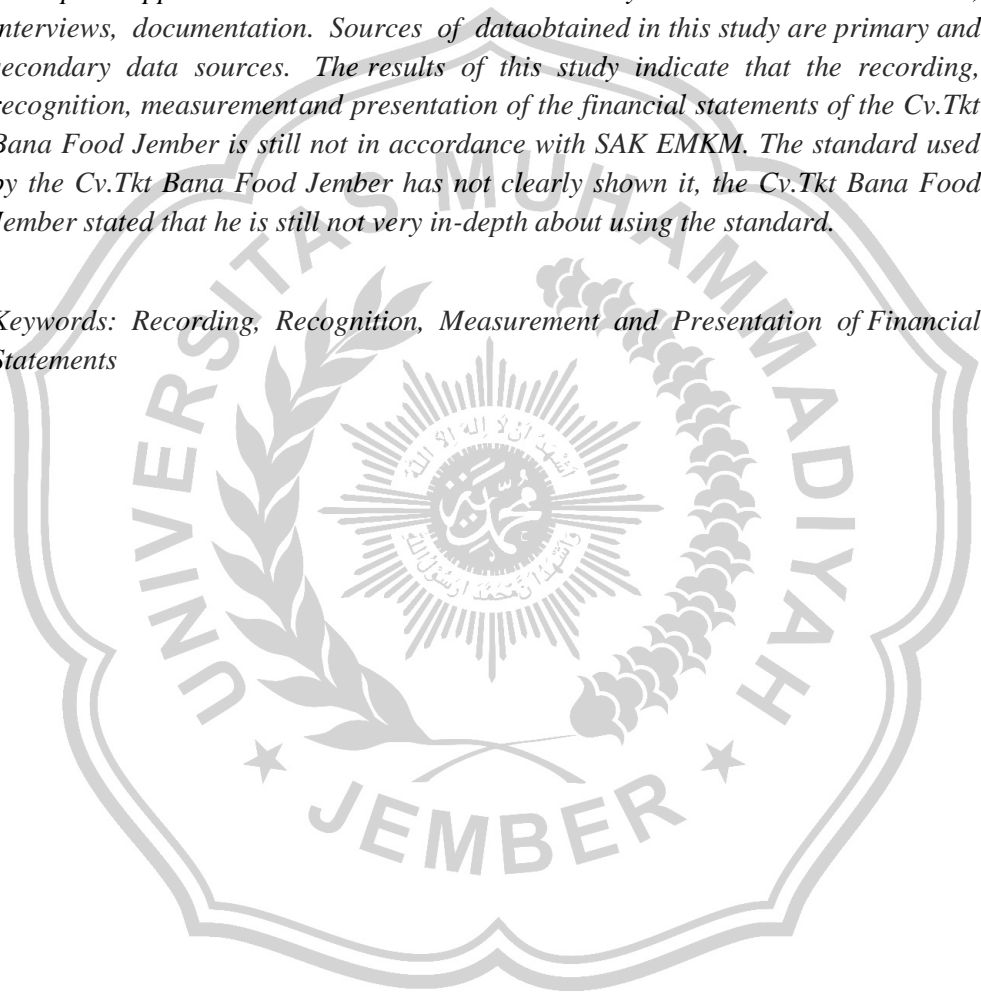 interviews, documentation. Sources of dataobtained in this study are primary and
secondary data sources. The results of this study indicate that the recording,
recognition, measurementand presentation of the financial statements of the Cv.Tkt
Bana Food Jember is still not in accordance with SAK EMKM. The standard used
by the Cv.Tkt Bana Food Jember has not clearly shown it, the Cv.Tkt Bana Food
Jember stated that he is still not very in-depth about using the standard.
Keywords: Recording, Recognition, Measurement and Presentation of Financial
Statements
UNIVERSITAS MUHAMMADIYAH
JEMBER